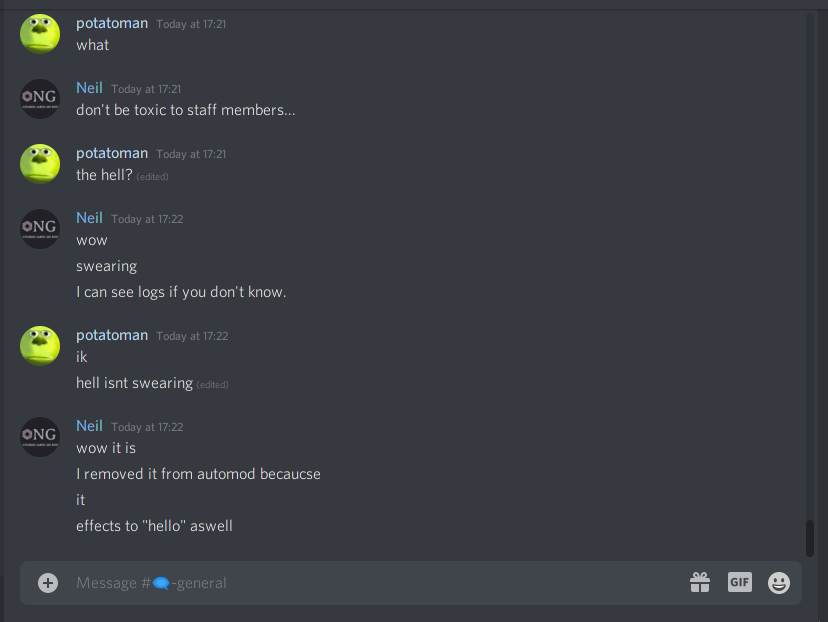 potatoman Today at 17:21
what
ONG
Neil Today at 17:21
don't be toxic to staff members...
potatoman Today at 17:21
the hell? (edited)
ONG
Neil Today at 17:22
wow
swearing
I can see logs if you don't know.
potatoman Today at 17:22
ik
hell isnt swearing (edited)
ONG
Neil Today at 17:22
wow it is
I removed it from automod becaucse
it
effects to "hello" aswell
Message #🗨-general
GIF